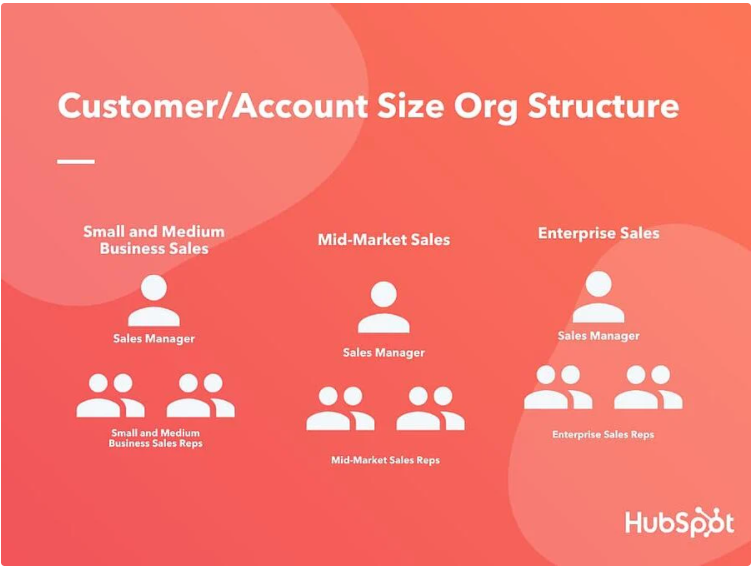 Customer/Account Size Org Structure
Small and Medium
Business Sales
Sales Manager
Small and Medium
Business Sales Reps
Mid-Market Sales
Sales Manager
Mid-Market Sales Reps
Enterprise Sales
Sales Manager
Enterprise Sales Reps
HubSpot